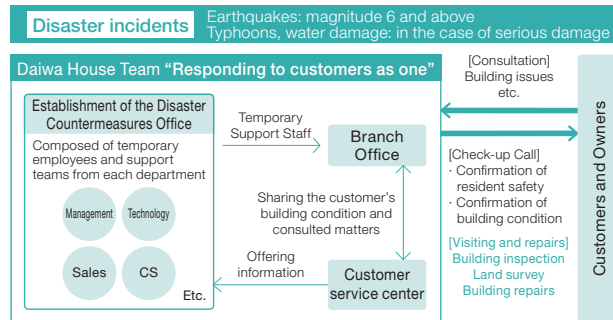 Disaster incidents
Earthquakes: magnitude 6 and above
Typhoons, water damage: in the case of serious damage
Daiwa House Team “Responding to customers as one”
Establishment of the Disaster
Countermeasures Office
Composed of temporary
employees and support
teams from each department
Management
Technology
Sales
CS
Etc.
Temporary
Support Staff
Branch
Office
Sharing the customer’s
building condition and
consulted matters
Offering
information
Customer
service center
[Consultation]
Building issues
etc.
[Check-up Call]
· Confirmation of
resident safety
· Confirmation of
building condition
[Visiting and repairs]
Building inspection
Land survey
Building repairs
Customers and Owners